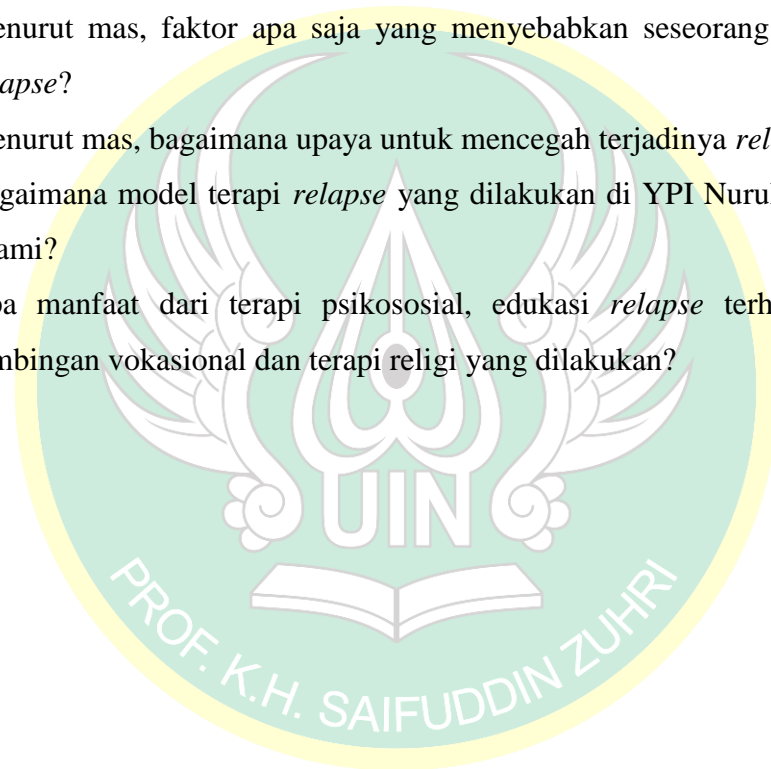 enurut mas, faktor apa saja yang menyebabkan seseorang
apse?
enurut mas, bagaimana upaya untuk mencegah terjadinya rel
gaimana model terapi relapse yang dilakukan di YPI Nurul
ami?
a manfaat dari terapi psikososial, edukasi relapse terh
mbingan vokasional dan terapi religi yang dilakukan?
UIN
PROF. K.H. SAIFUDDIN ZUHRI